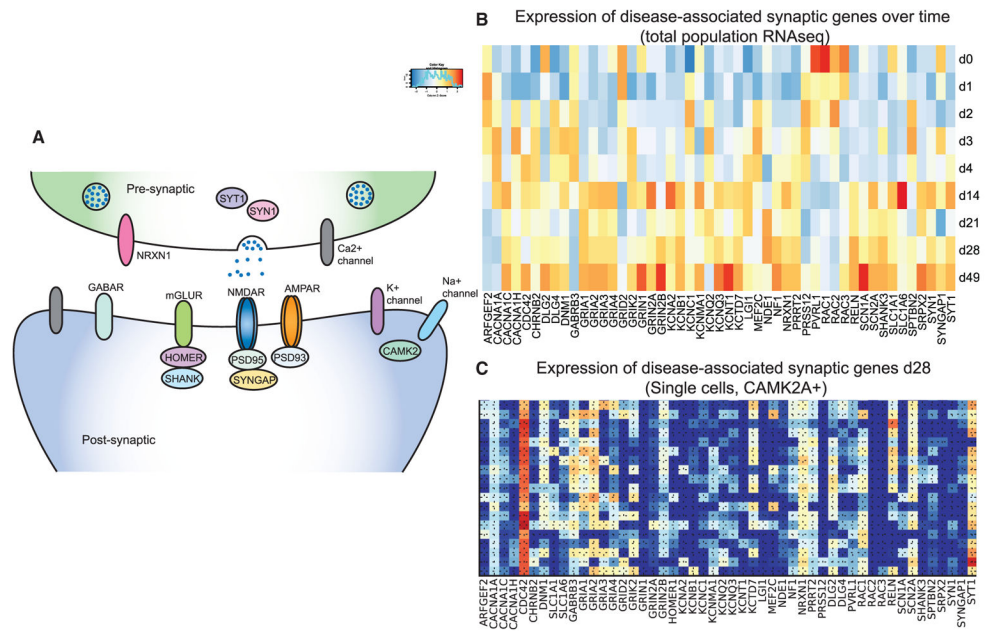 A
Pre-synaptic
SYT1
SYN1
NRXN1
Ca2+
channel
GABAR
mGLUR
NMDAR
AMPAR
K+
channel
Na+
channel
HOMER
SHANK
PSD95
SYNGAP
PSD93
CAMK2
Post-synaptic
B
Expression of disease-associated synaptic genes over time
(total population RNAseq)
d0
d1
d2
d3
d4
d14
d21
d28
d49
ARFGEF2
CACNA1A
CACNA1C
CACNA1H
CDC42
CHRNB2
DLG2
DLG4
DNM1
GABRB3
GRIA1
GRIA2
GRIA3
GRIA4
GRID2
GRIK2
GRIN1
GRIN2A
GRIN2B
KCNA2
KCNB1
KCNC1
KCNMA1
KCNQ2
KCNQ3
KCNT1
KCTD7
LGI1
MEF2C
NDE1
NF1
NRXN1
PRRT2
PRSS12
PVRL1
RAC1
RAC2
RAC3
RELN
SCN1A
SCN2A
SHANK3
SLC1A1
SLC1A6
SPTBN2
SRPX2
SYN1
SYNGAP1
SYT1
C
Expression of disease-associated synaptic genes d28
(Single cells, CAMK2A+)
ARFGEF2
CACNA1A
CACNA1C
CACNA1H
CDC42
CHRNB2
DNM1
SLC1A1
SLC1A6
GABRB3
GRIA1
GRIA2
GRIA3
GRIA4
GRID2
GRIK2
GRIN1
GRIN2A
GRIN2B
HOMER1
KCNA2
KCNB1
KCNC1
KCNMA1
KCNQ2
KCNQ3
KCNT1
KCTD7
LGI1
MEF2C
NDE1
NF1
NRXN1
PRRT2
PRSS12
DLG2
DLG4
PVRL1
RAC1
RAC2
RAC3
RELN
SCN1A
SCN2A
SHANK3
SPTBN2
SRPX2
SYN1
SYNGAP1
SYT1